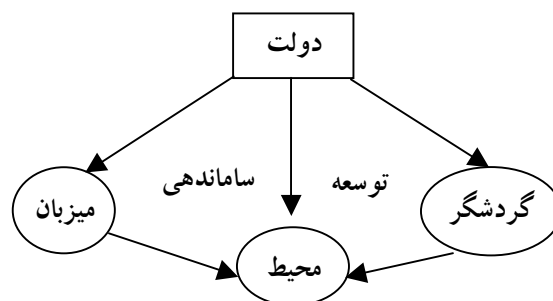 دولت
توسعه
ساماندهی
گردشگر
میزبان
محیط